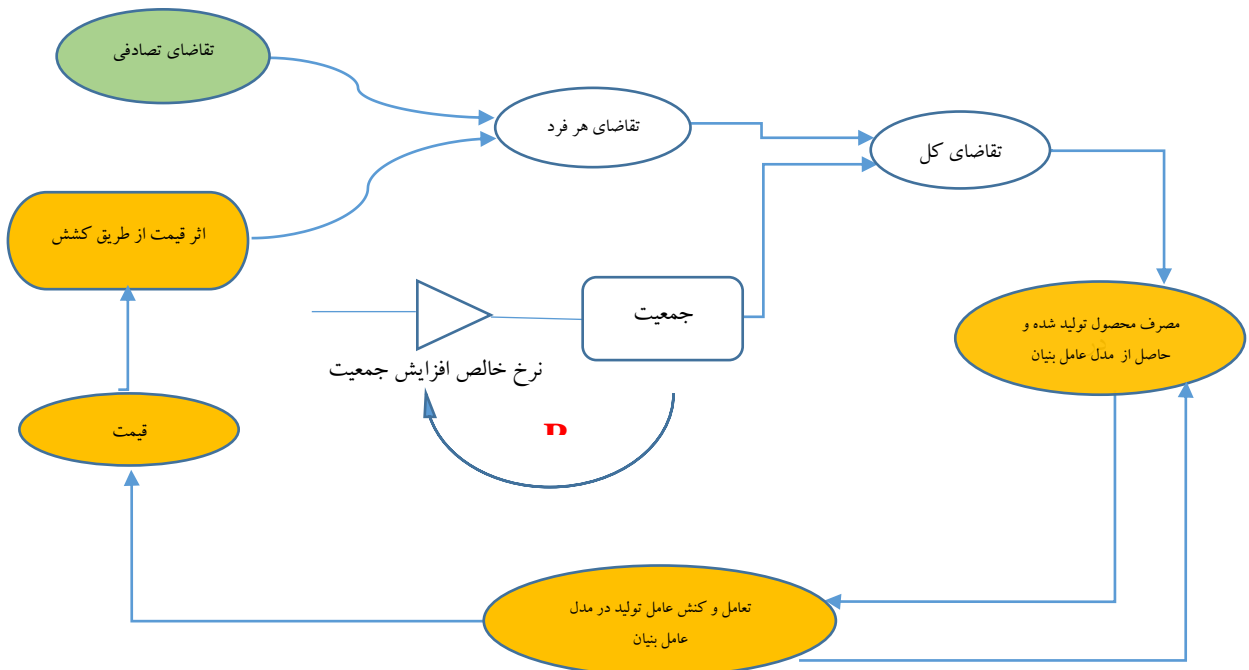 تقاضای تصادفی
تقاضای هر فرد
تقاضای کل
اثر قیمت از طریق کشش
جمعیت
مصرف محصول تولید شده و
حاصل از مدل عامل بنیان
نرخ خالص افزایش جمعیت
قیمت
تعامل و کنش عامل تولید در مدل
عامل بنیان